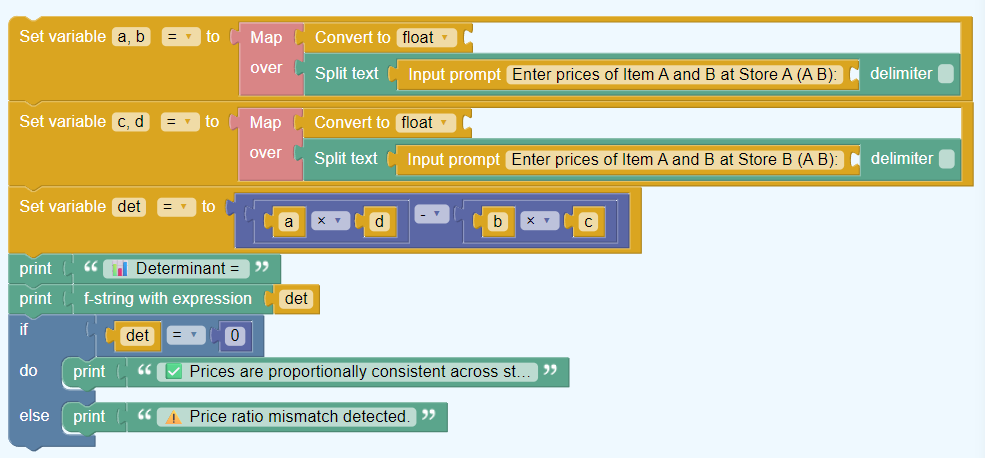 Set variable a, b = to Map Convert to float
over Split text Input prompt Enter prices of Item A and B at Store A (A B): delimiter
Set variable c, d = to Map Convert to float
over Split text Input prompt Enter prices of Item A and B at Store B (A B): delimiter
Set variable det = to a × d - b × c
print “ 📊 Determinant = ”
print f-string with expression det
if det = 0
do print “ ✅ Prices are proportionally consistent across st... ”
else print “ ⚠️ Price ratio mismatch detected. ”